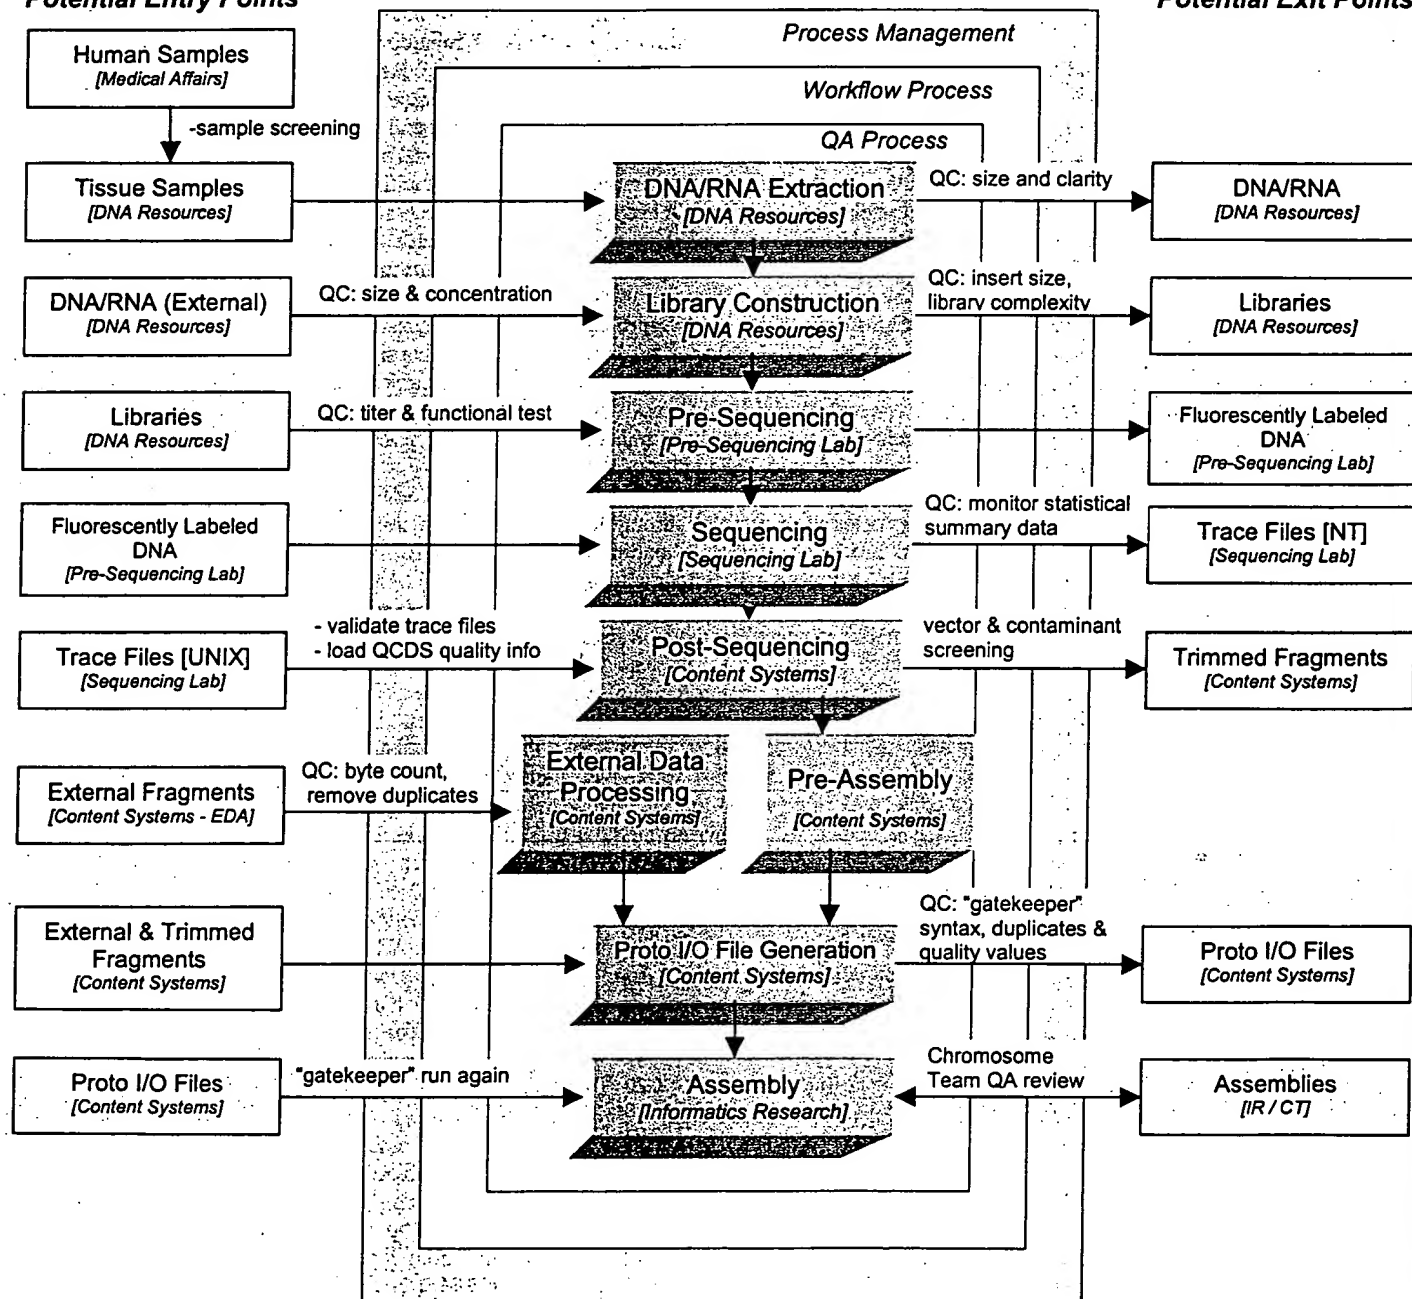 Potential Entry Points
Potential Exit Points
Process Management
Workflow Process
QA Process
Human Samples
[Medical Affairs]
-sample screening
Tissue Samples
[DNA Resources]
DNA/RNA Extraction
[DNA Resources]
QC: size and clarity
DNA/RNA
[DNA Resources]
DNA/RNA (External)
[DNA Resources]
QC: size & concentration
Library Construction
[DNA Resources]
QC: insert size,
library complexity
Libraries
[DNA Resources]
Libraries
[DNA Resources]
QC: titer & functional test
Pre-Sequencing
[Pre-Sequencing Lab]
Fluorescently Labeled
DNA
[Pre-Sequencing Lab]
Fluorescently Labeled
DNA
[Pre-Sequencing Lab]
Sequencing
[Sequencing Lab]
QC: monitor statistical
summary data
Trace Files [NT]
[Sequencing Lab]
Trace Files [UNIX]
[Sequencing Lab]
- validate trace files
- load QCDS quality info
Post-Sequencing
[Content Systems]
vector & contaminant
screening
Trimmed Fragments
[Content Systems]
External Fragments
[Content Systems - EDA]
QC: byte count,
remove duplicates
External Data
Processing
[Content Systems]
Pre-Assembly
[Content Systems]
External & Trimmed
Fragments
[Content Systems]
Proto I/O File Generation
[Content Systems]
QC: "gatekeeper"
syntax, duplicates &
quality values
Proto I/O Files
[Content Systems]
Proto I/O Files
[Content Systems]
"gatekeeper" run again
Assembly
[Informatics Research]
Chromosome
Team QA review
Assemblies
[IR / CT]